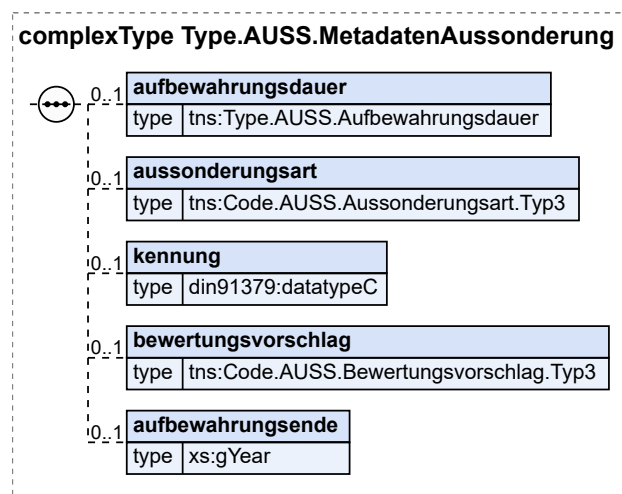 complexType Type.AUSS.MetadatenAussonderung
0..1 aufbewahrungsdauer
type tns:Type.AUSS.Aufbewahrungsdauer
0..1 aussonderungsart
type tns:Code.AUSS.Aussonderungsart.Typ3
0..1 kennung
type din91379:datatypeC
0..1 bewertungsvorschlag
type tns:Code.AUSS.Bewertungsvorschlag.Typ3
0..1 aufbewahrungsende
type xs:gYear